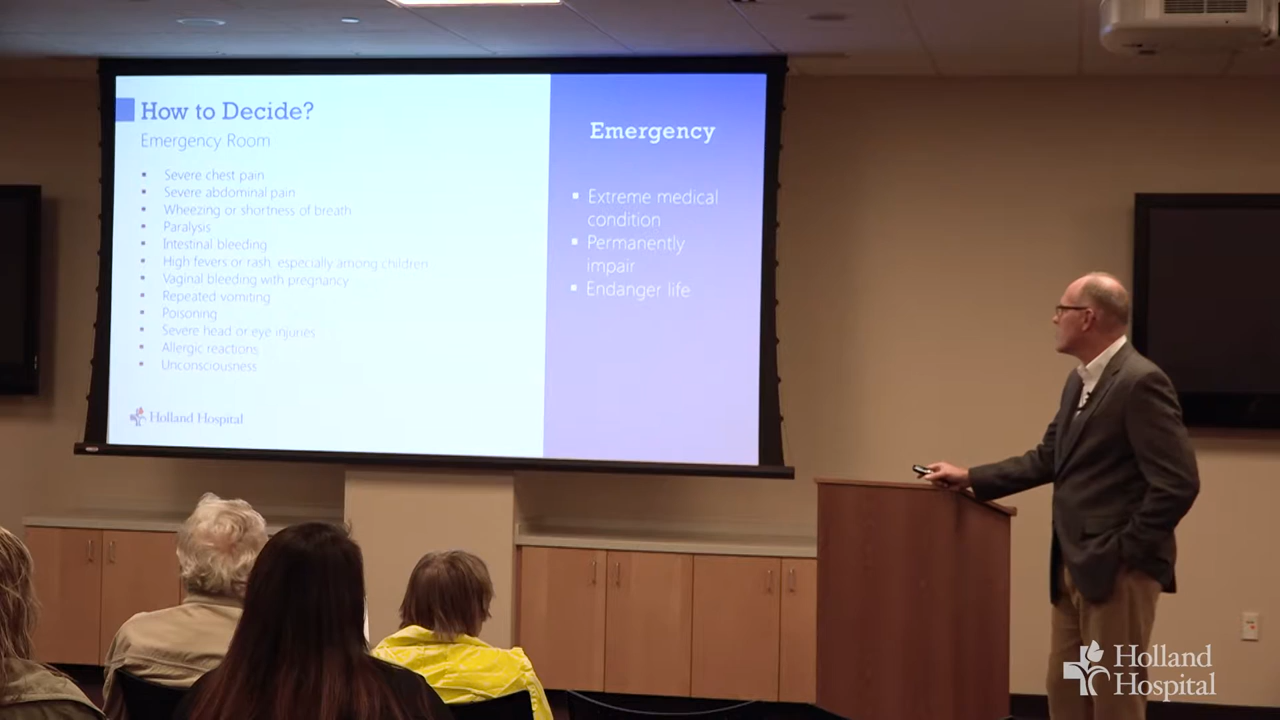 How to Decide?
Emergency Room
▪ Severe chest pain
▪ Severe abdominal pain
▪ Wheezing or shortness of breath
▪ Paralysis
▪ Intestinal bleeding
▪ High fevers or rash, especially among children
▪ Vaginal bleeding with pregnancy
▪ Repeated vomiting
▪ Poisoning
▪ Severe head or eye injuries
▪ Allergic reactions
▪ Unconsciousness
Holland Hospital
Emergency
▪ Extreme medical
condition
▪ Permanently
impair
▪ Endanger life
Holland
Hospital